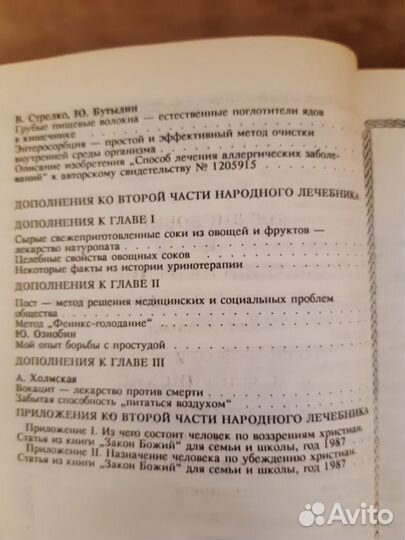 В. Стрелко, Ю. Бутылин
Грубые пищевые волокна — естественные поглотители ядов
в кишечнике
Энтеросорбция — простой и эффективный метод очистки
внутренней среды организма
Описание изобретения „Способ лечения аллергических заболе-
ваний" к авторскому свидетельству № 1205915
ДОПОЛНЕНИЯ КО ВТОРОЙ ЧАСТИ НАРОДНОГО ЛЕЧЕБНИКА
ДОПОЛНЕНИЯ К ГЛАВЕ I
Сырые свежеприготовленные соки из овощей и фруктов —
лекарство натуропата
Целебные свойства овощных соков
Некоторые факты из истории уринотерапии
ДОПОЛНЕНИЯ К ГЛАВЕ II
Пост — метод решения медицинских и социальных проблем
общества
Метод „Феникс-голодание"
Ю. Ознобин
Мой опыт борьбы с простудой
ДОПОЛНЕНИЯ К ГЛАВЕ III
А. Холмская
Вокацит — лекарство против смерти
Забытая способность „питаться воздухом"
ПРИЛОЖЕНИЯ КО ВТОРОЙ ЧАСТИ НАРОДНОГО ЛЕЧЕБНИКА
Приложение I. Из чего состоит человек по воззрениям христиан.
Статья из книги „Закон Божий" для семьи и школы, год 1987
Приложение II. Назначение человека по убеждению христиан.
Статья из книги „Закон Божий" для семьи и школы, год 1987
Avito